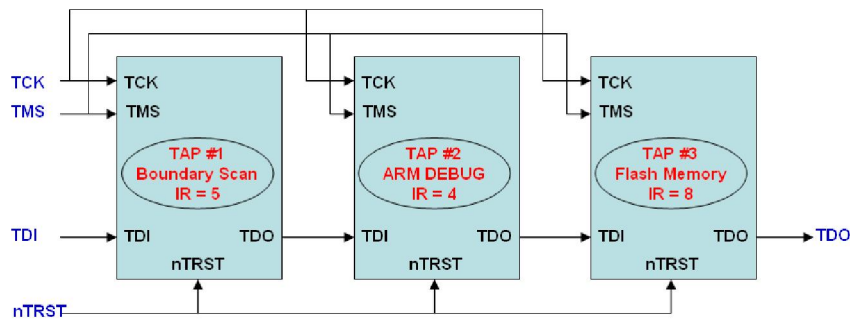 TCK
TMS
TDI
nTRST
TCK
TMS
TAP #1
Boundary Scan
IR = 5
TDI
TDO
nTRST
TCK
TMS
TAP #2
ARM DEBUG
IR = 4
TDI
TDO
nTRST
TCK
TMS
TAP #3
Flash Memory
IR = 8
TDI
TDO
nTRST
TDO